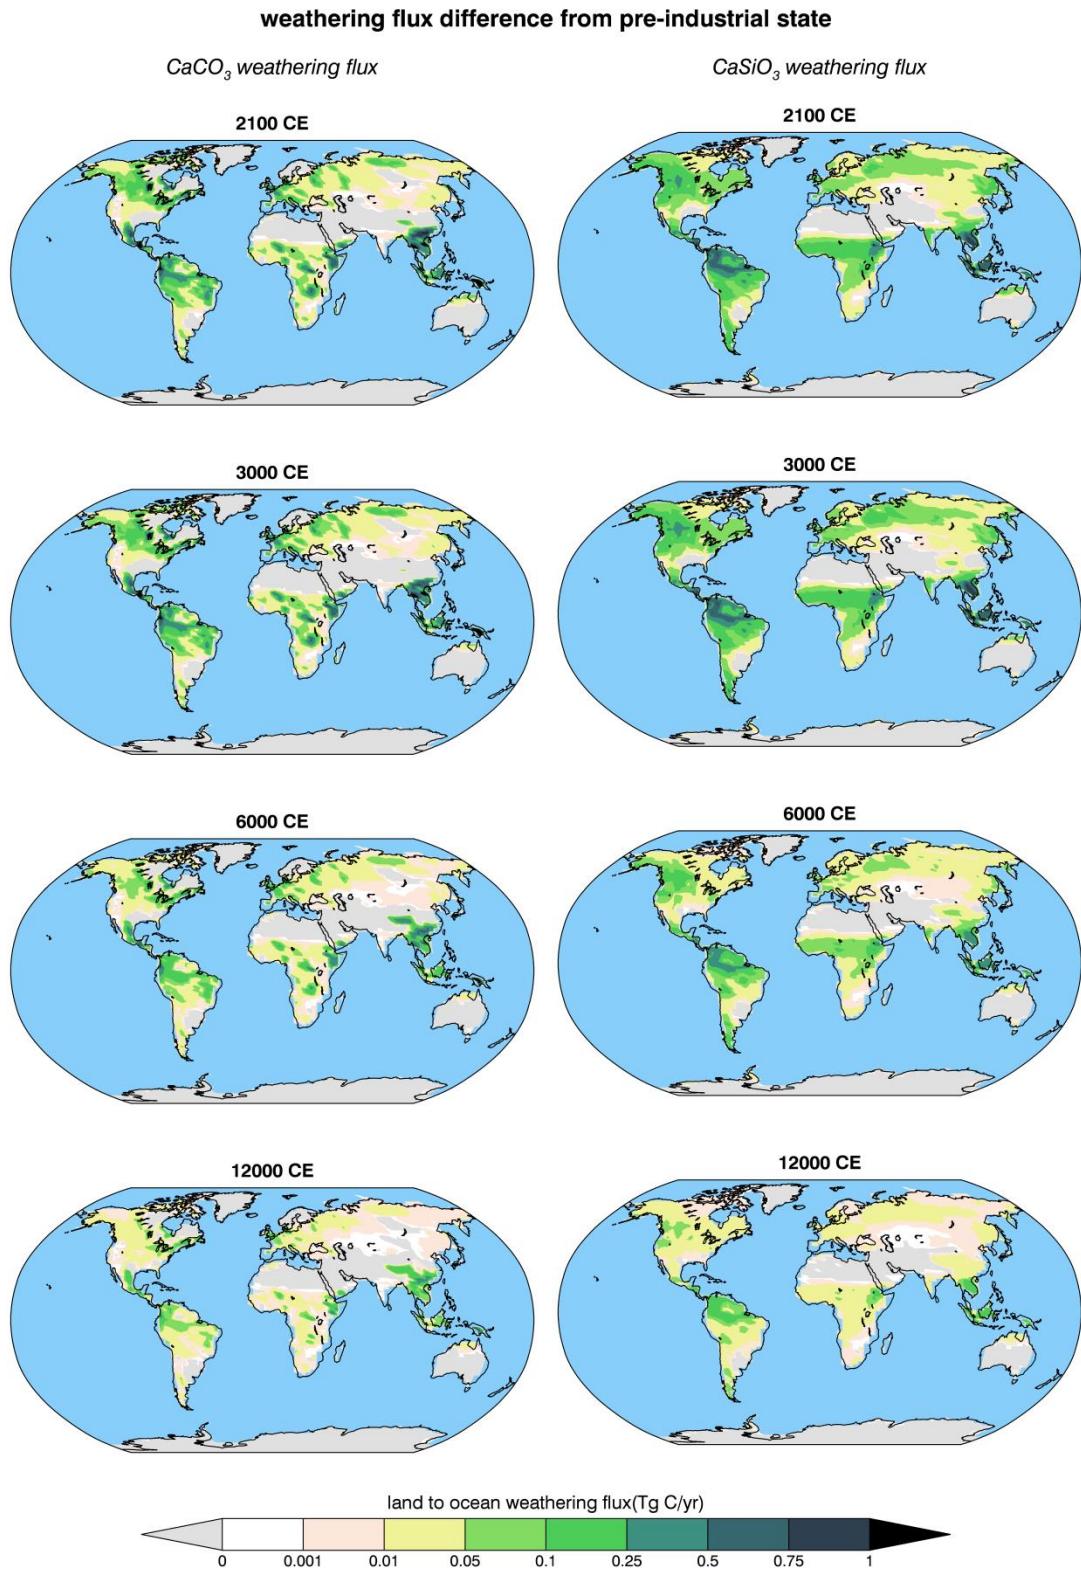 weathering flux difference from pre-industrial state
CaCO₃ weathering flux
CaSiO₃ weathering flux
2100 CE
2100 CE
3000 CE
3000 CE
6000 CE
6000 CE
12000 CE
12000 CE
land to ocean weathering flux(Tg C/yr)
0 0.001 0.01 0.05 0.1 0.25 0.5 0.75 1